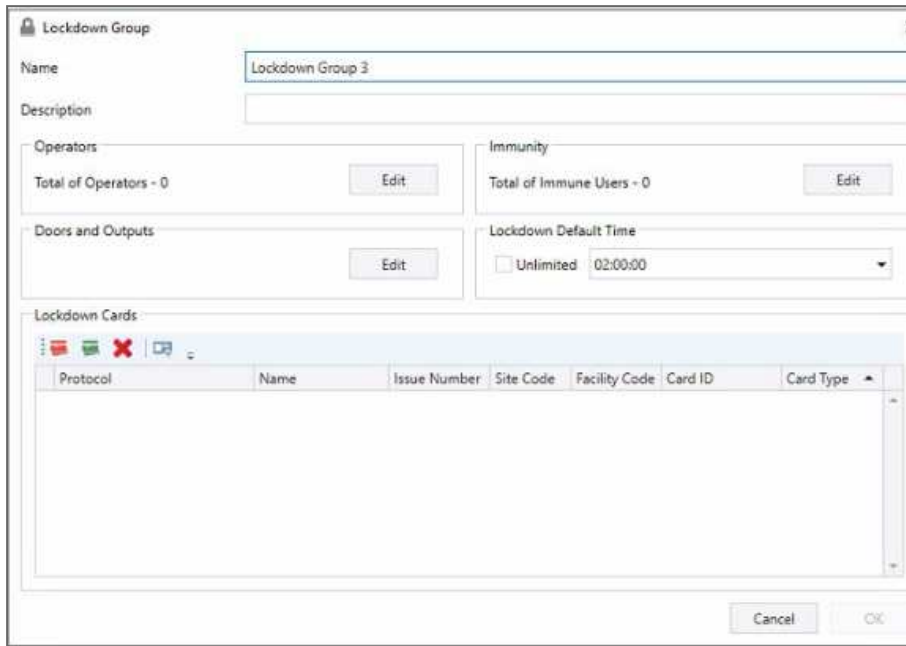 Lockdown Group
Name Lockdown Group 3
Description
Operators Immunity
Total of Operators - 0 Edit Total of Immune Users - 0 Edit
Doors and Outputs Lockdown Default Time
Edit Unlimited 02:00:00
Lockdown Cards
Protocol Name Issue Number Site Code Facility Code Card ID Card Type
Cancel OK